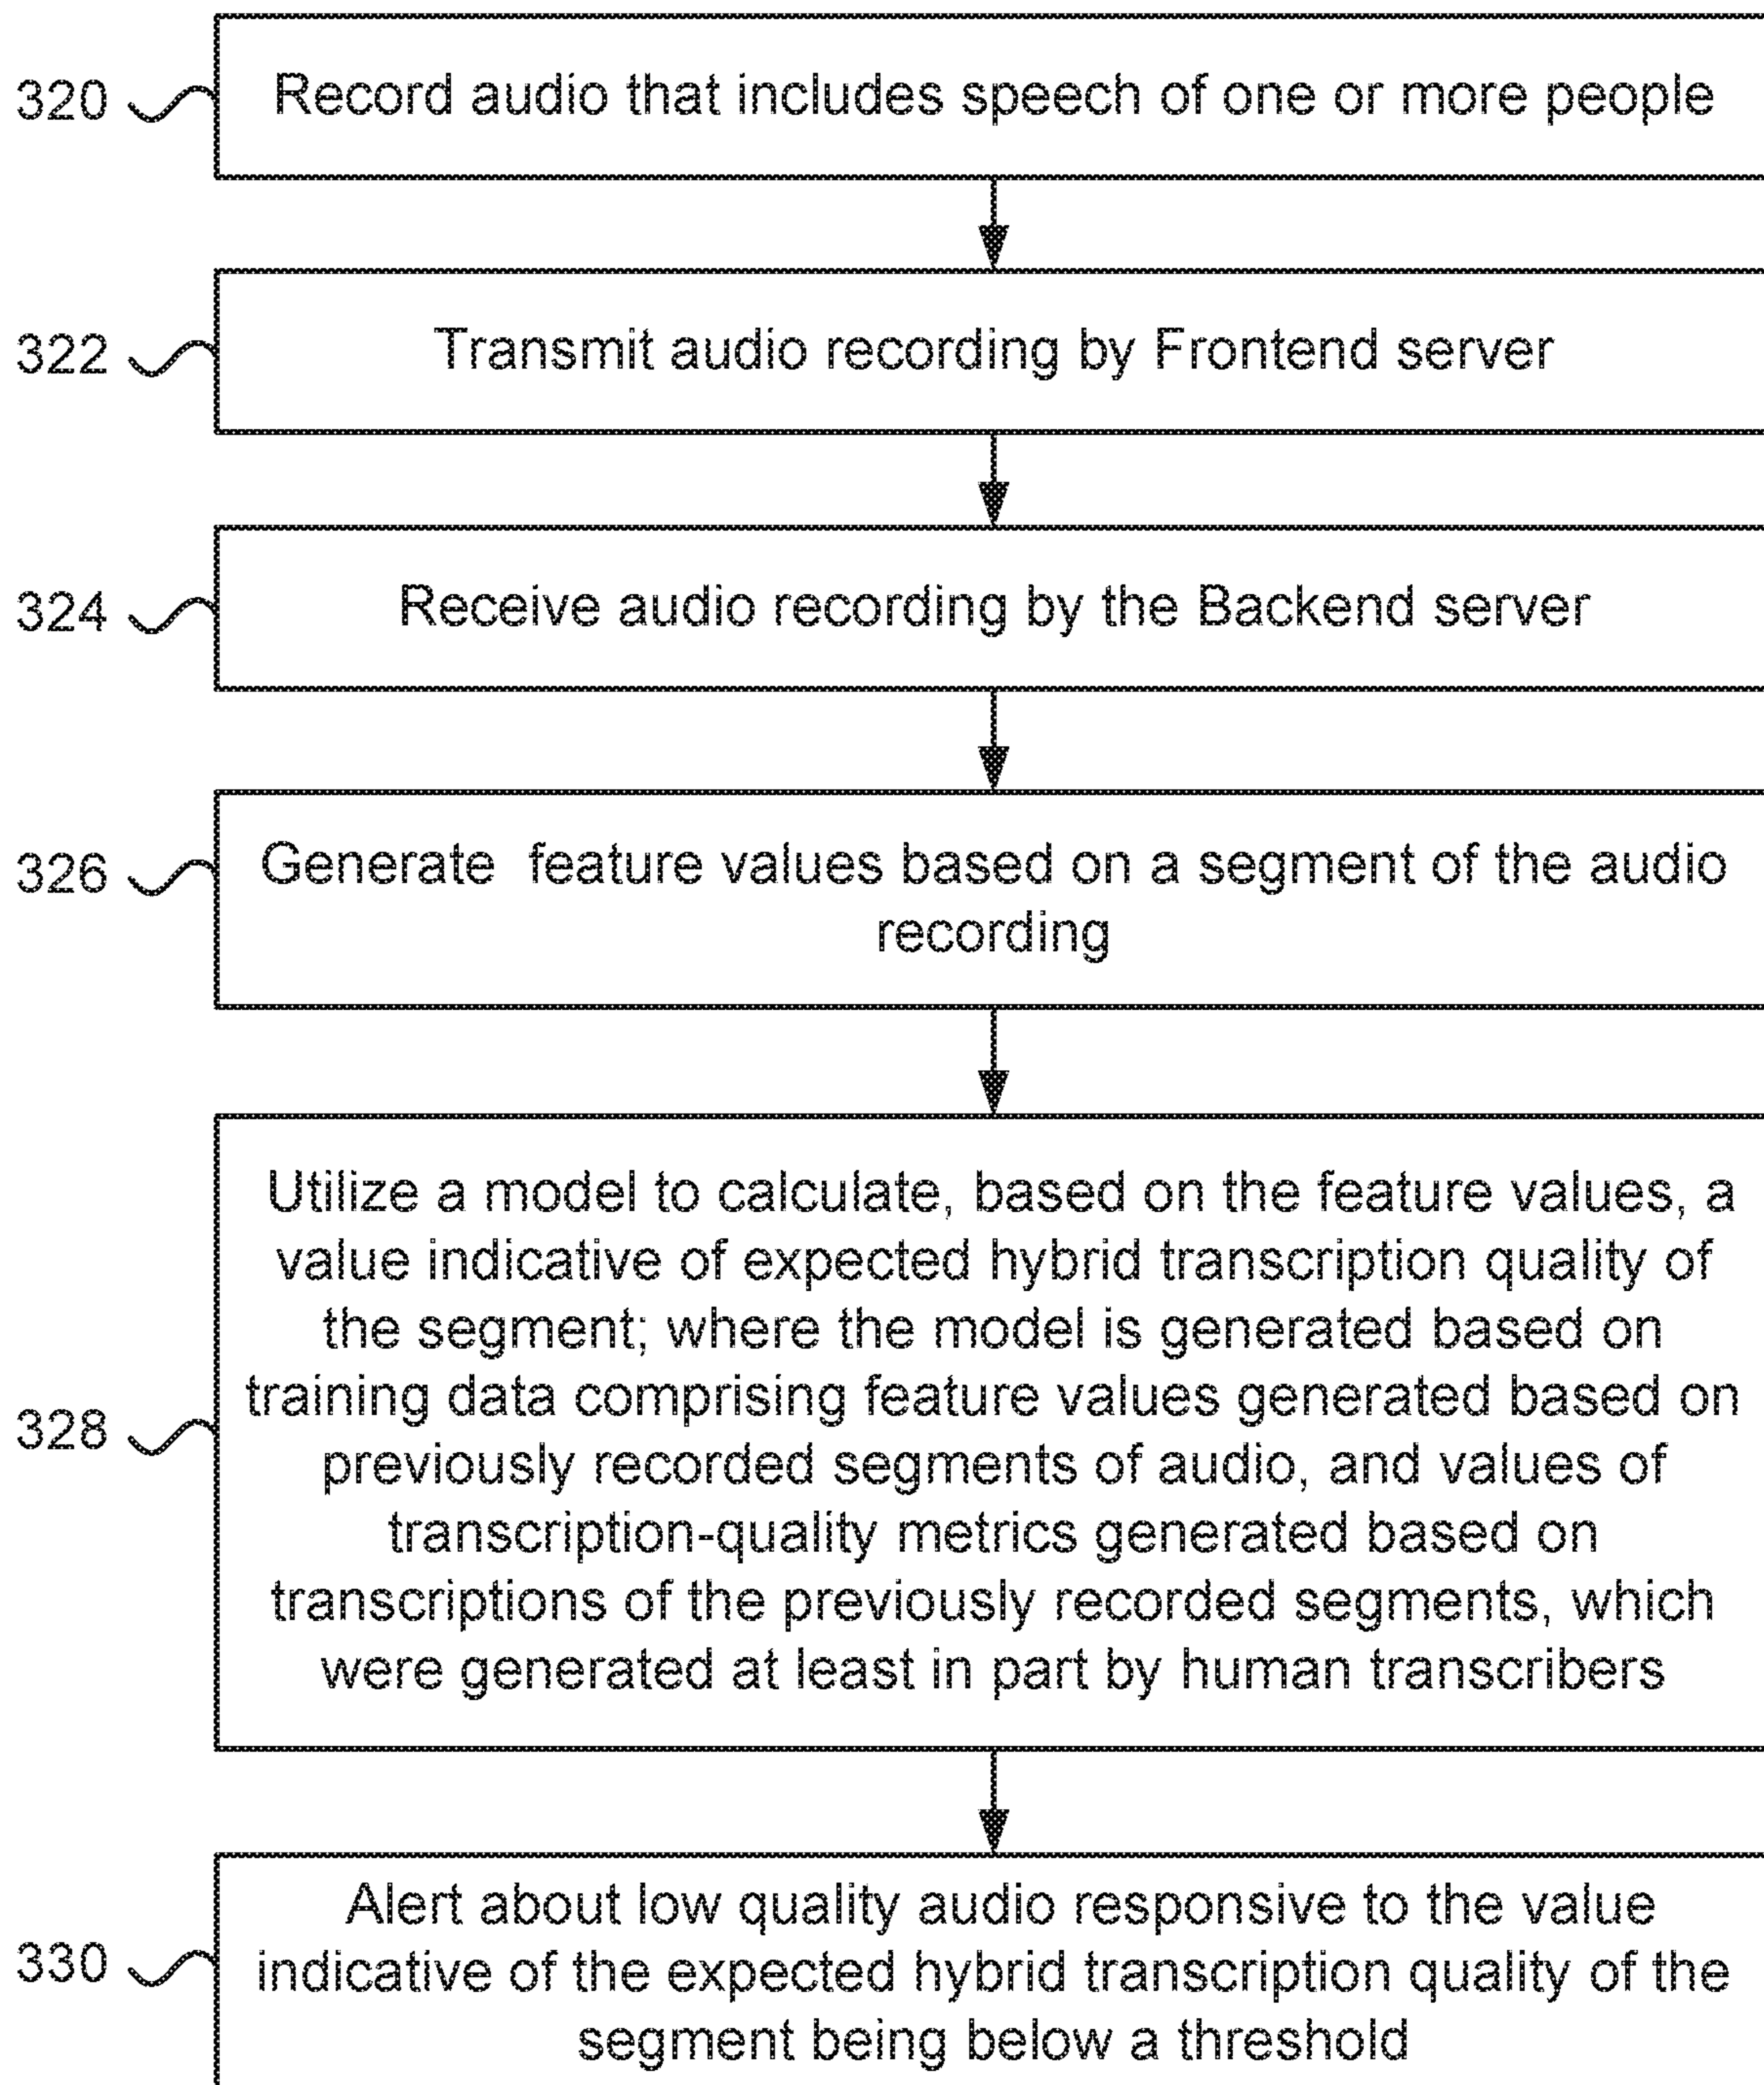 320
Record audio that includes speech of one or more people
322
Transmit audio recording by Frontend server
324
Receive audio recording by the Backend server
326
Generate feature values based on a segment of the audio
recording
328
Utilize a model to calculate, based on the feature values, a
value indicative of expected hybrid transcription quality of
the segment; where the model is generated based on
training data comprising feature values generated based on
previously recorded segments of audio, and values of
transcription-quality metrics generated based on
transcriptions of the previously recorded segments, which
were generated at least in part by human transcribers
330
Alert about low quality audio responsive to the value
indicative of the expected hybrid transcription quality of the
segment being below a threshold